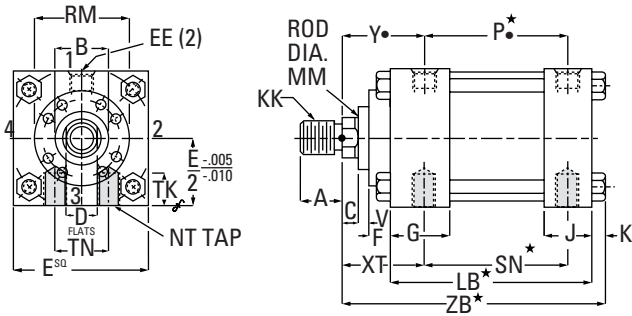 RM
B
EE (2)
1
4
2
3
E -.005
2 -.010
TK
D
FLATS
TN
NT TAP
E SQ
ROD
DIA.
MM
KK
Y•
P•★
A
C
V
F
G
J
K
XT
SN★
LB★
ZB★